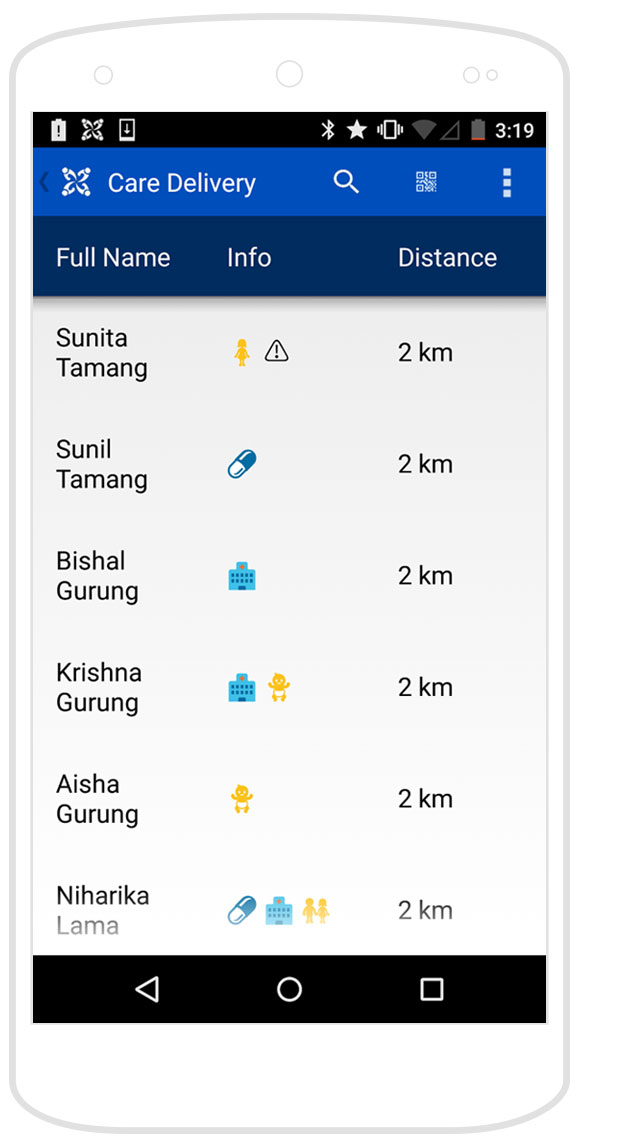 3:19
Care Delivery
Full Name Info Distance
Sunita
Tamang
2 km
Sunil
Tamang
2 km
Bishal
Gurung
2 km
Krishna
Gurung
2 km
Aisha
Gurung
2 km
Niharika
Lama
2 km